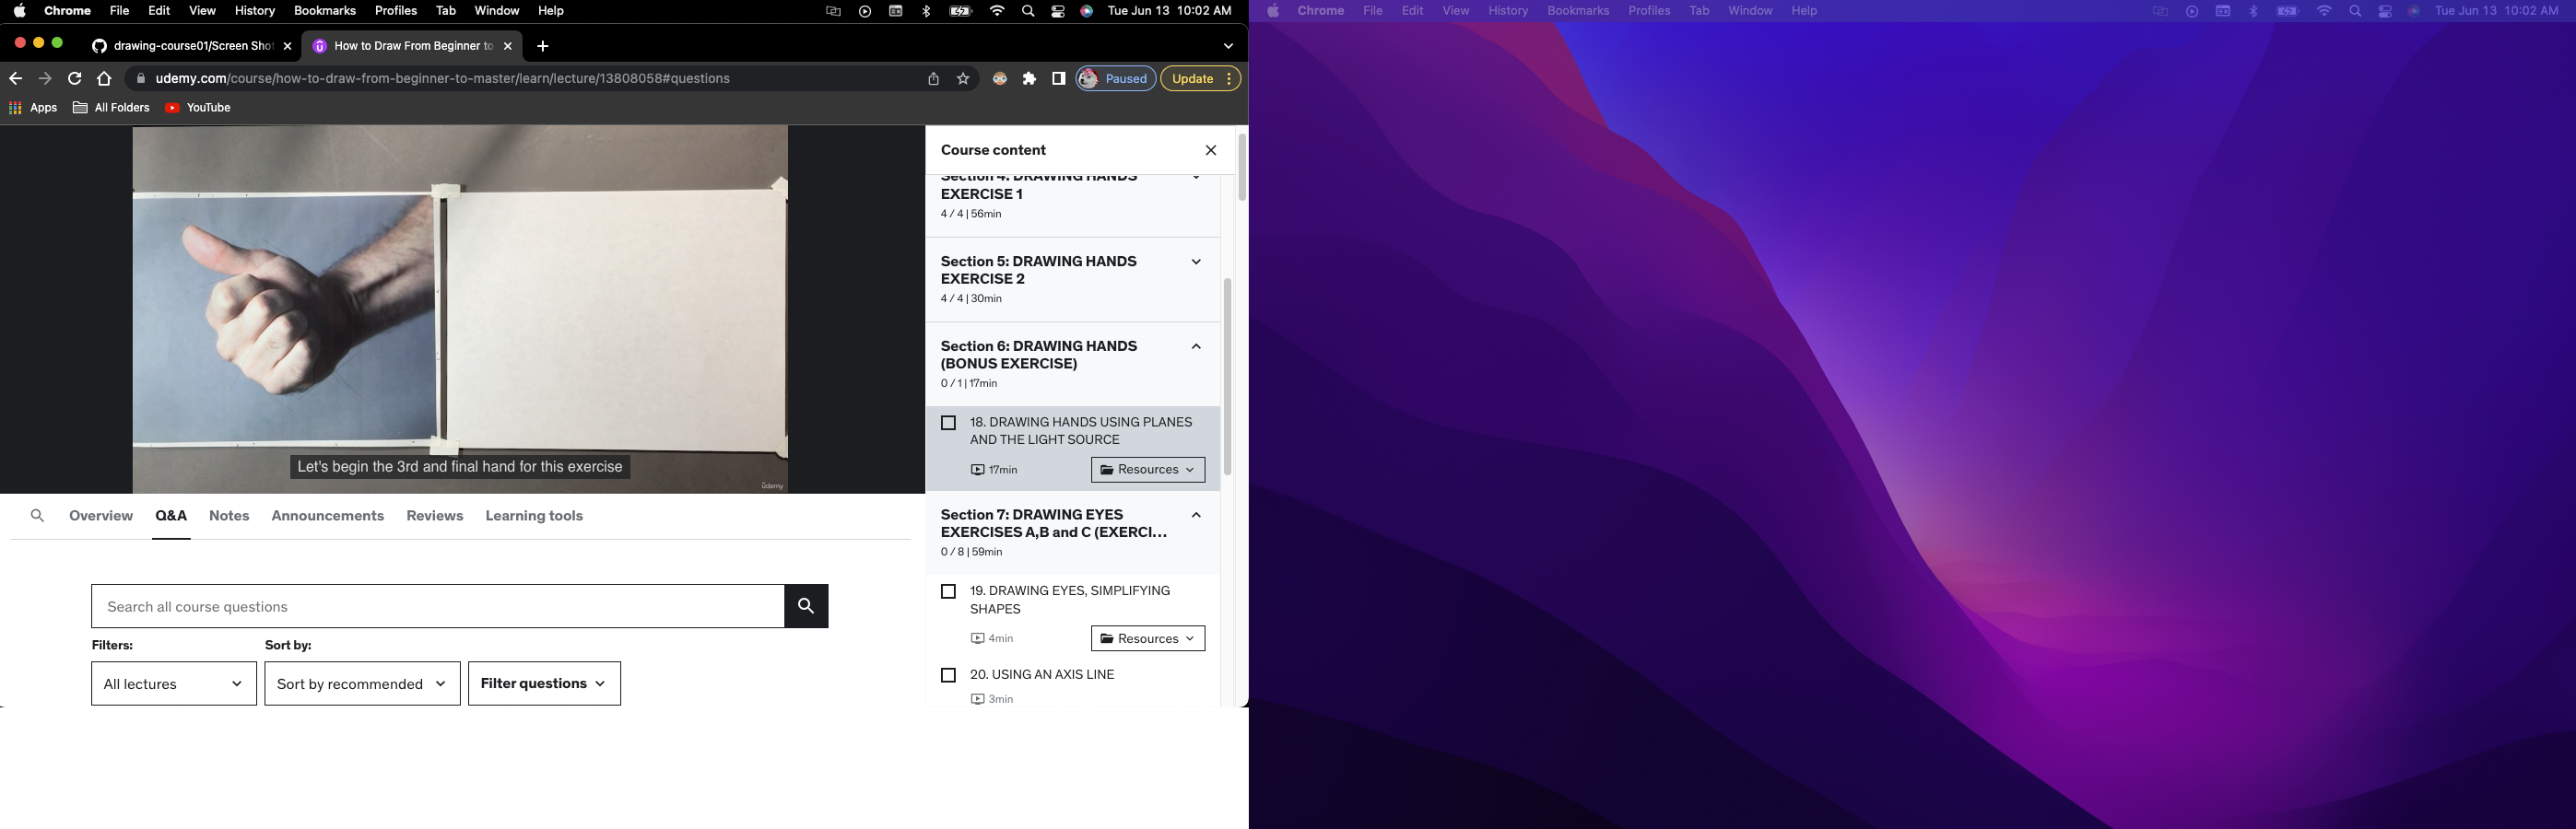 Chrome File Edit View History Bookmarks Profiles Tab Window Help Tue Jun 13 10:02 AM
drawing-course01/Screen Shot
How to Draw From Beginner to
udemy.com/course/how-to-draw-from-beginner-to-master/learn/lecture/13808058#questions
Paused
Update
Apps
All Folders
YouTube
Let's begin the 3rd and final hand for this exercise
ûdemy
Overview
Q&A
Notes
Announcements
Reviews
Learning tools
Search all course questions
Filters:
Sort by:
All lectures
Sort by recommended
Filter questions
Course content
Section 4: DRAWING HANDS
EXERCISE 1
4 / 4 | 56min
Section 5: DRAWING HANDS
EXERCISE 2
4 / 4 | 30min
Section 6: DRAWING HANDS
(BONUS EXERCISE)
0 / 1 | 17min
18. DRAWING HANDS USING PLANES
AND THE LIGHT SOURCE
17min
Resources
Section 7: DRAWING EYES
EXERCISES A,B and C (EXERCI...
0 / 8 | 59min
19. DRAWING EYES, SIMPLIFYING
SHAPES
4min
Resources
20. USING AN AXIS LINE
3min
Chrome File Edit View History Bookmarks Profiles Tab Window Help Tue Jun 13 10:02 AM